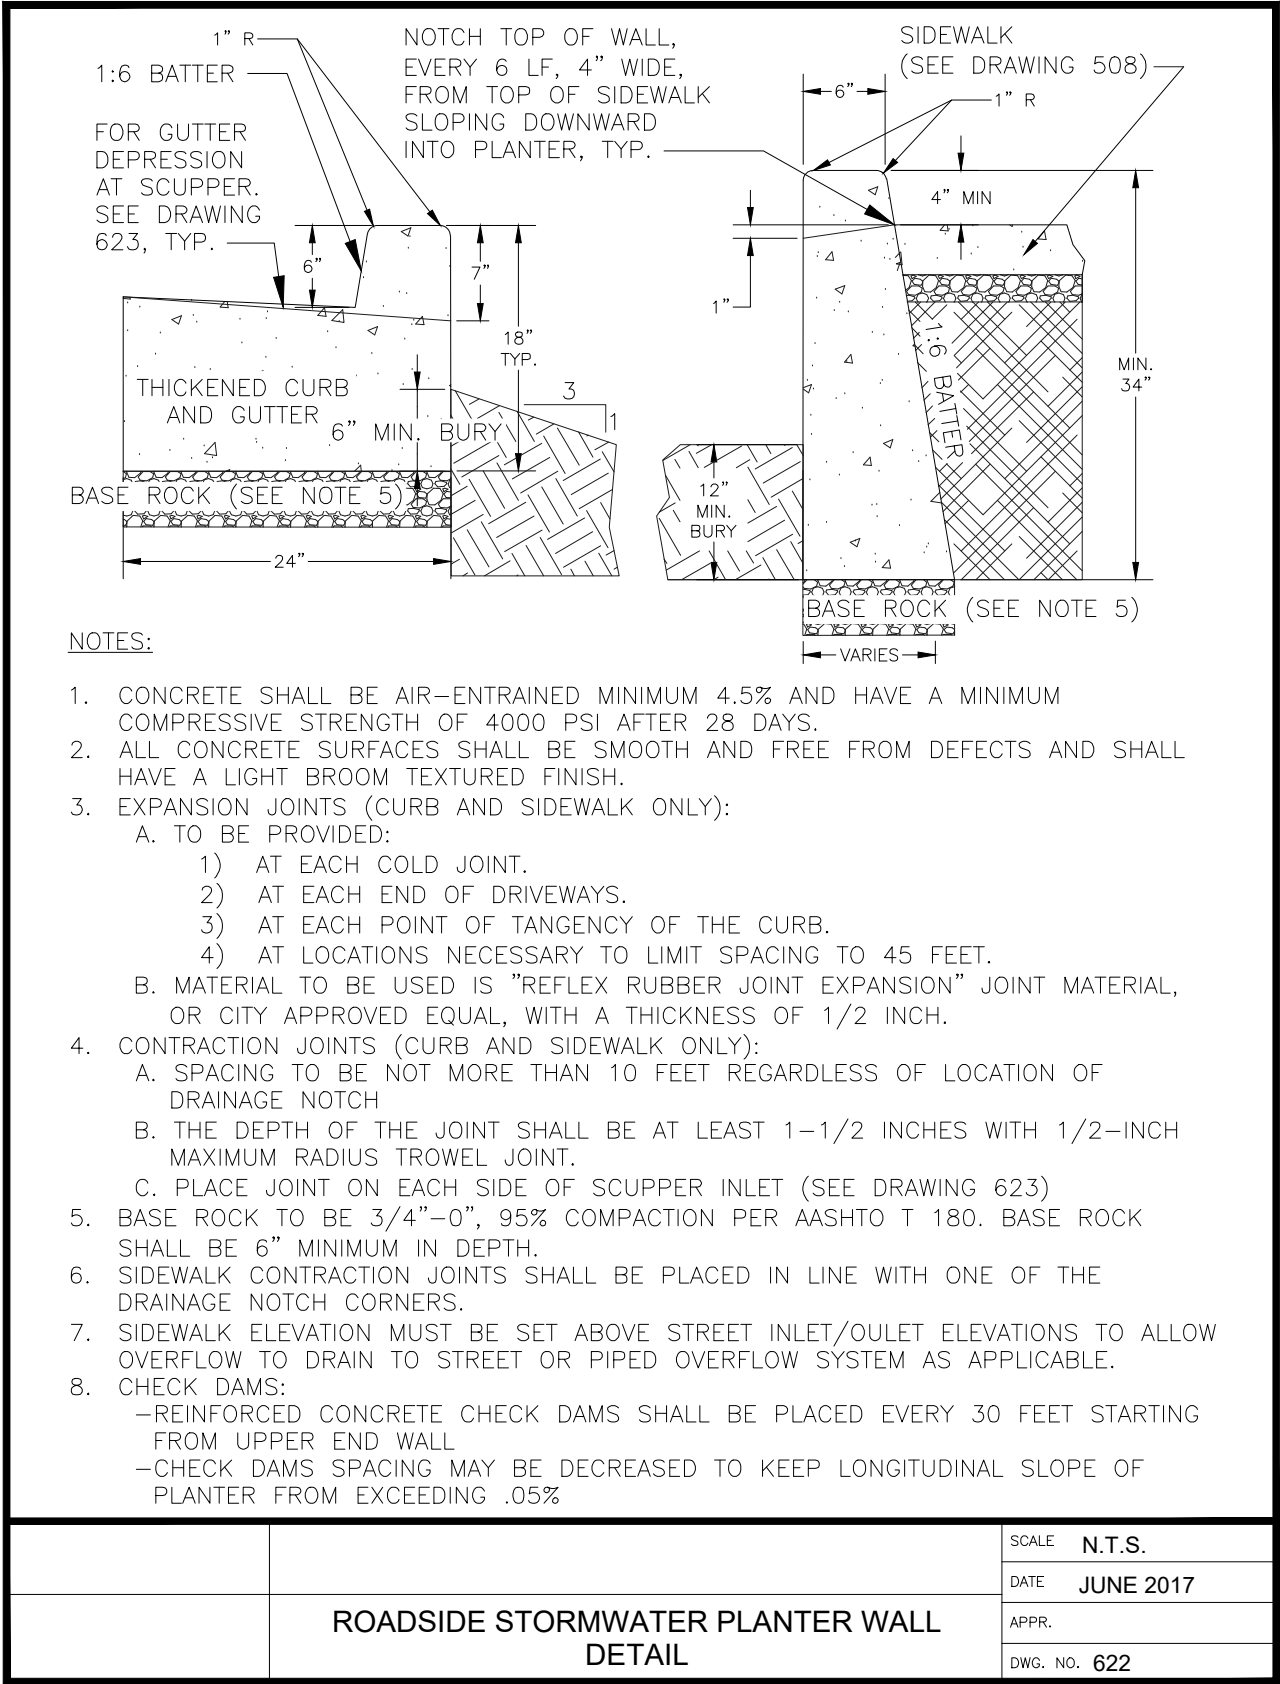 1” R
1:6 BATTER
FOR GUTTER
DEPRESSION
AT SCUPPER.
SEE DRAWING
623, TYP.
6”
7”
18”
TYP.
THICKENED CURB
AND GUTTER
3
1
6” MIN. BURY
BASE ROCK (SEE NOTE 5)
24”
NOTCH TOP OF WALL,
EVERY 6 LF, 4” WIDE,
FROM TOP OF SIDEWALK
SLOPING DOWNWARD
INTO PLANTER, TYP.
SIDEWALK
(SEE DRAWING 508)
6”
1” R
4” MIN
1”
1:6 BATTER
MIN.
34”
12”
MIN.
BURY
BASE ROCK (SEE NOTE 5)
VARIES
NOTES:
1. CONCRETE SHALL BE AIR-ENTRAINED MINIMUM 4.5% AND HAVE A MINIMUM
COMPRESSIVE STRENGTH OF 4000 PSI AFTER 28 DAYS.
2. ALL CONCRETE SURFACES SHALL BE SMOOTH AND FREE FROM DEFECTS AND SHALL
HAVE A LIGHT BROOM TEXTURED FINISH.
3. EXPANSION JOINTS (CURB AND SIDEWALK ONLY):
A. TO BE PROVIDED:
1) AT EACH COLD JOINT.
2) AT EACH END OF DRIVEWAYS.
3) AT EACH POINT OF TANGENCY OF THE CURB.
4) AT LOCATIONS NECESSARY TO LIMIT SPACING TO 45 FEET.
B. MATERIAL TO BE USED IS ”REFLEX RUBBER JOINT EXPANSION” JOINT MATERIAL,
OR CITY APPROVED EQUAL, WITH A THICKNESS OF 1/2 INCH.
4. CONTRACTION JOINTS (CURB AND SIDEWALK ONLY):
A. SPACING TO BE NOT MORE THAN 10 FEET REGARDLESS OF LOCATION OF
DRAINAGE NOTCH
B. THE DEPTH OF THE JOINT SHALL BE AT LEAST 1-1/2 INCHES WITH 1/2-INCH
MAXIMUM RADIUS TROWEL JOINT.
C. PLACE JOINT ON EACH SIDE OF SCUPPER INLET (SEE DRAWING 623)
5. BASE ROCK TO BE 3/4”-0”, 95% COMPACTION PER AASHTO T 180. BASE ROCK
SHALL BE 6” MINIMUM IN DEPTH.
6. SIDEWALK CONTRACTION JOINTS SHALL BE PLACED IN LINE WITH ONE OF THE
DRAINAGE NOTCH CORNERS.
7. SIDEWALK ELEVATION MUST BE SET ABOVE STREET INLET/OULET ELEVATIONS TO ALLOW
OVERFLOW TO DRAIN TO STREET OR PIPED OVERFLOW SYSTEM AS APPLICABLE.
8. CHECK DAMS:
-REINFORCED CONCRETE CHECK DAMS SHALL BE PLACED EVERY 30 FEET STARTING
FROM UPPER END WALL
-CHECK DAMS SPACING MAY BE DECREASED TO KEEP LONGITUDINAL SLOPE OF
PLANTER FROM EXCEEDING .05%
ROADSIDE STORMWATER PLANTER WALL
DETAIL
SCALE N.T.S.
DATE JUNE 2017
APPR.
DWG. NO. 622